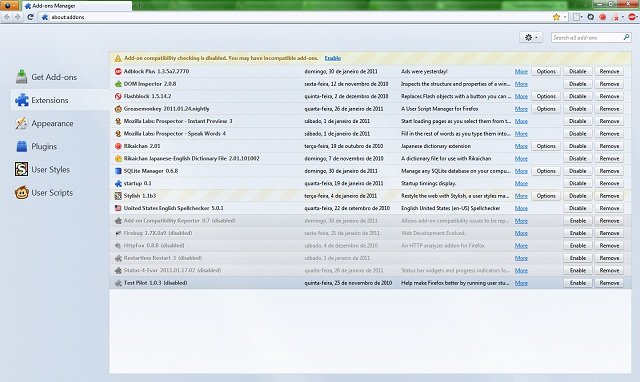 Add-ons Manager
about:addons
Search all add-ons
Add-on compatibility checking is disabled. You may have incompatible add-ons. Enable
Get Add-ons
Extensions
Appearance
Plugins
User Styles
User Scripts
Adblock Plus 1.3.5a7.2770 domingo, 30 de janeiro de 2011 Ads were yesterday! More Options Disable Remove
DOM Inspector 2.0.8 sexta-feira, 12 de novembro de 2010 Inspects the structure and properties of a win... More Disable Remove
Flashblock 1.5.14.2 quinta-feira, 2 de dezembro de 2010 Replaces Flash objects with a button you can ... More Options Disable Remove
Greasemonkey 2011.01.24.nightly quarta-feira, 26 de janeiro de 2011 A User Script Manager for Firefox More Options Disable Remove
Mozilla Labs: Prospector - Instant Preview 3 sábado, 1 de janeiro de 2011 Start loading pages as you select them from t... More Disable Remove
Mozilla Labs: Prospector - Speak Words 4 sábado, 1 de janeiro de 2011 Fill in the rest of words as you type them into... More Disable Remove
Rikaichan 2.01 terça-feira, 19 de outubro de 2010 Japanese dictionary extension More Options Disable Remove
Rikaichan Japanese-English Dictionary File 2.01.101002 domingo, 7 de novembro de 2010 A dictionary file for use with Rikaichan More Disable Remove
SQLite Manager 0.6.8 domingo, 30 de janeiro de 2011 Manage any SQLite database on your compu... More Options Disable Remove
startup 0.1 quarta-feira, 19 de janeiro de 2011 Startup timings display. More Disable Remove
Stylish 1.1b3 terça-feira, 4 de janeiro de 2011 Restyle the web with Stylish, a user styles ma... More Options Disable Remove
United States English Spellchecker 5.0.1 quarta-feira, 10 de novembro de 2010 English United States (en-US) Spellchecker More Disable Remove
Add-on Compatibility Reporter 0.7 (disabled) quarta-feira, 26 de janeiro de 2011 Allows add-on compatibility issues to be rep... More Enable Remove
Firebug 1.7X.0a9 (disabled) sexta-feira, 21 de janeiro de 2011 Web Development Evolved. More Enable Remove
HttpFox 0.8.8 (disabled) sábado, 4 de dezembro de 2010 An HTTP analyzer addon for Firefox More Enable Remove
Restartless Restart 3 (disabled) sábado, 1 de janeiro de 2011 More Enable Remove
Status-4-Evar 2011.01.17.02 (disabled) Status bar widgets and progress indicators fo... More Enable Remove
Test Pilot 1.0.3 (disabled) quinta-feira, 25 de novembro de 2010 Help make Firefox better by running user stu... More Enable Remove